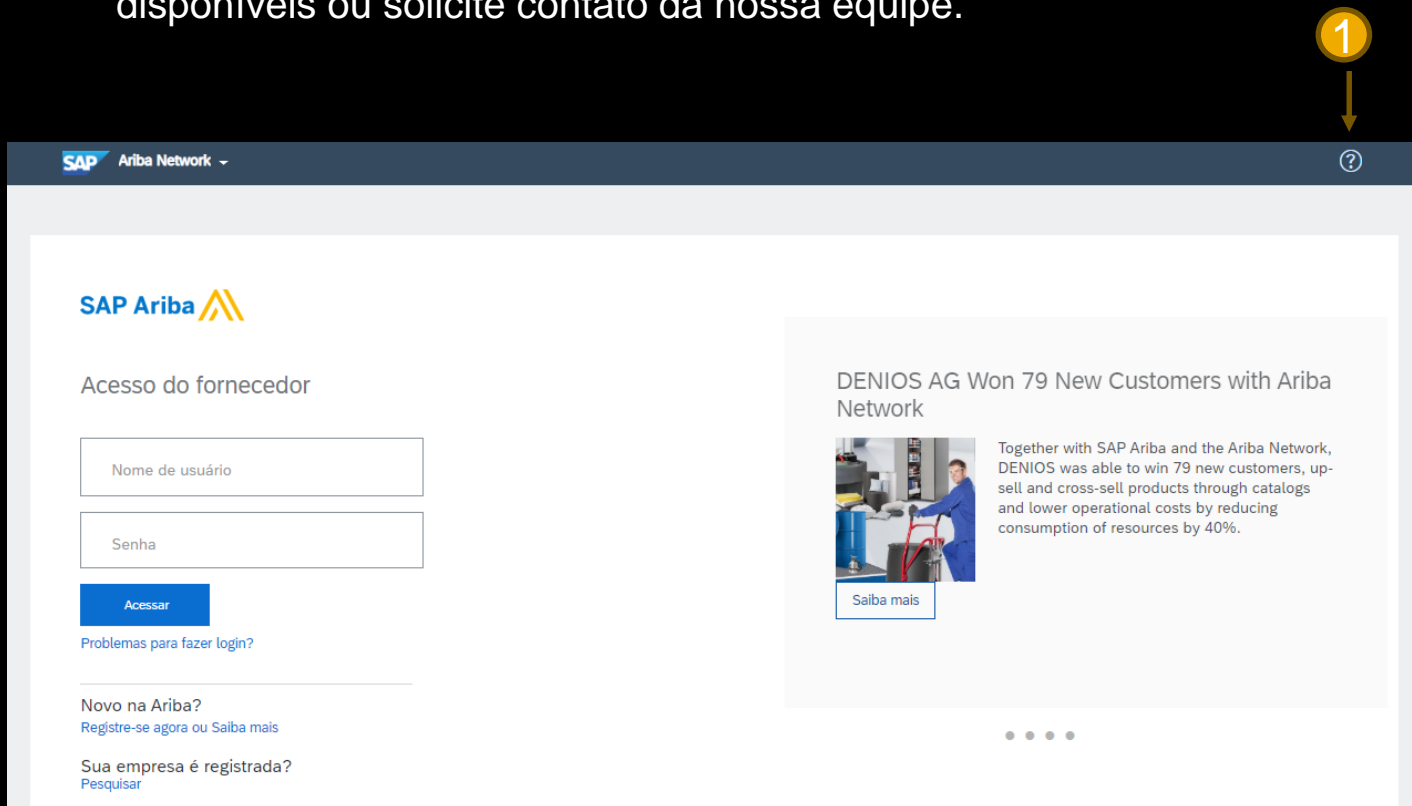 disponíveis ou solicite contato da nossa equipe.
1
SAP Ariba Network
?
SAP Ariba
Acesso do fornecedor
Nome de usuário
Senha
Acessar
Problemas para fazer login?
Novo na Ariba?
Registre-se agora ou Saiba mais
Sua empresa é registrada?
Pesquisar
DENIOS AG Won 79 New Customers with Ariba
Network
Together with SAP Ariba and the Ariba Network,
DENIOS was able to win 79 new customers, up-
sell and cross-sell products through catalogs
and lower operational costs by reducing
consumption of resources by 40%.
Saiba mais